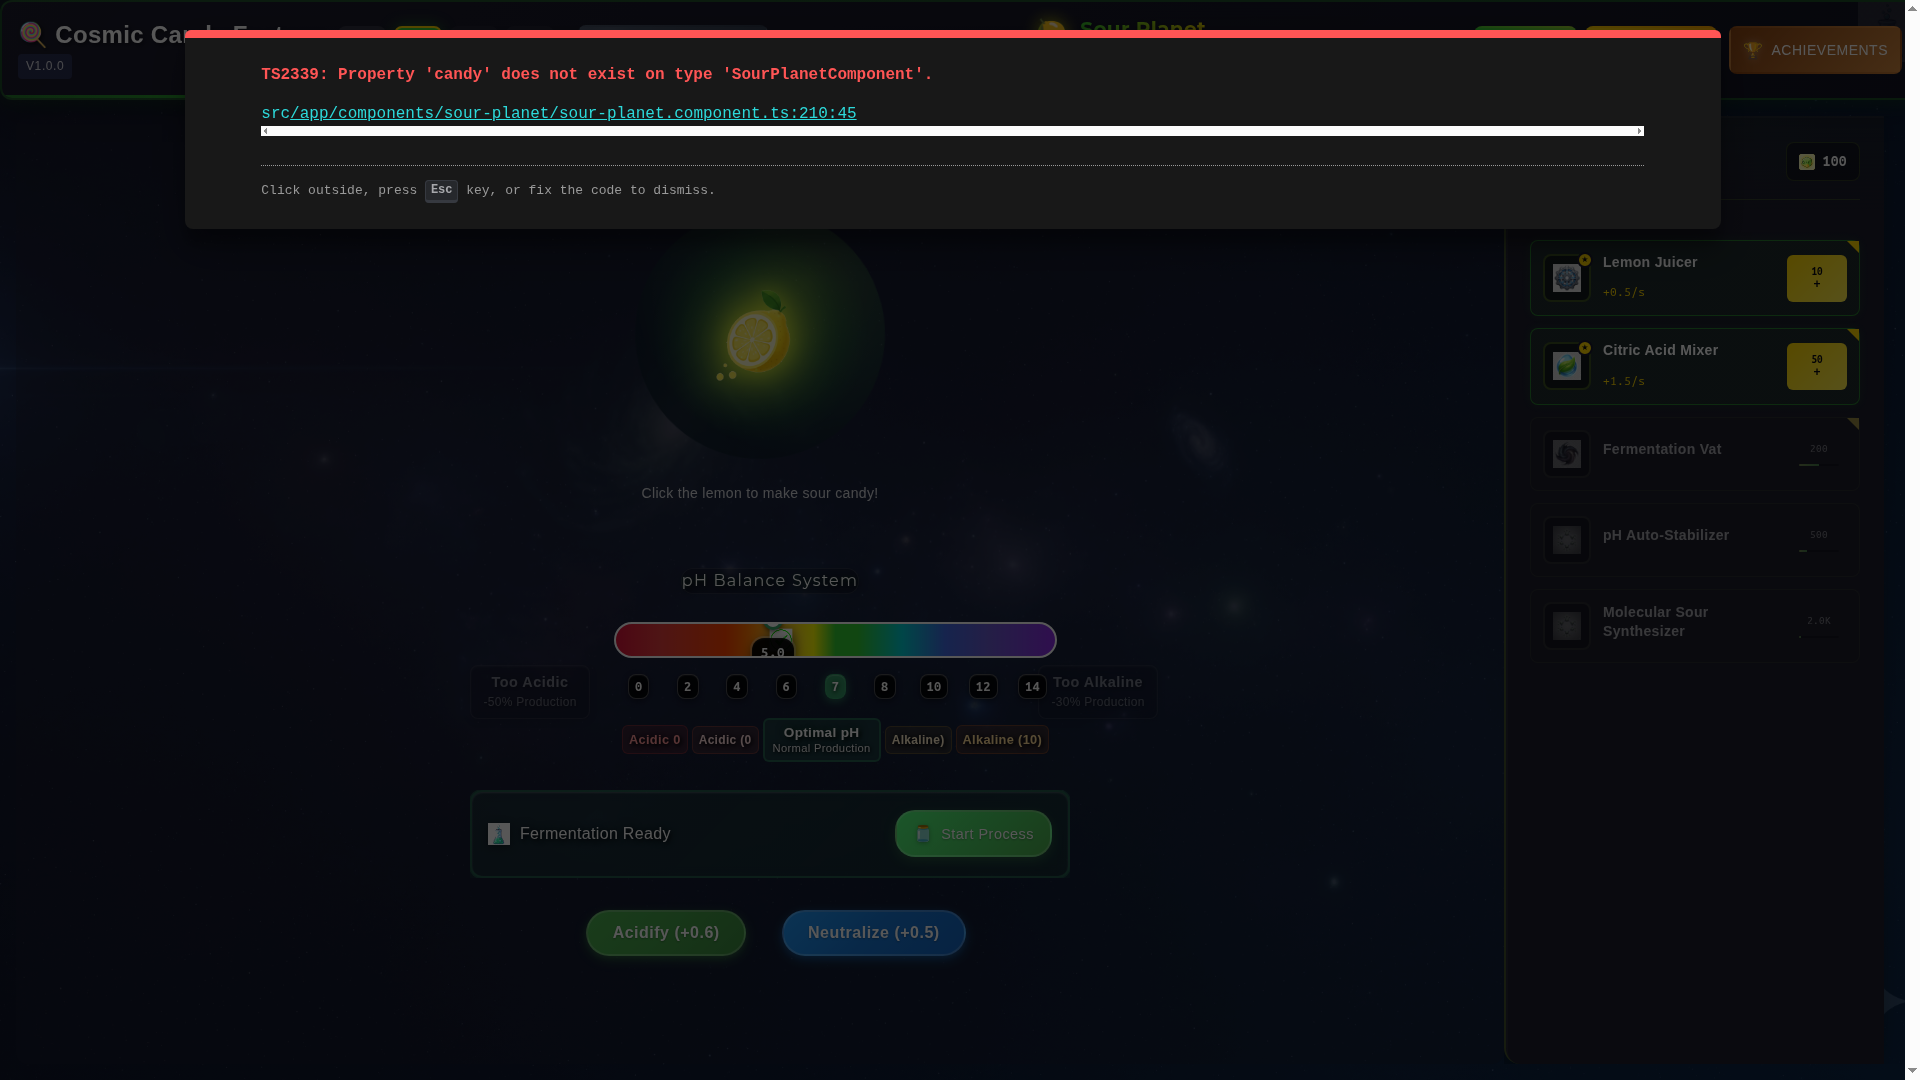 Cosmic Ca
V1.0.0
Sour Planet
ACHIEVEMENTS
TS2339: Property 'candy' does not exist on type 'SourPlanetComponent'.
src/app/components/sour-planet/sour-planet.component.ts:210:45
Click outside, press Esc key, or fix the code to dismiss.
100
Lemon Juicer
+0.5/s
10
+
Citric Acid Mixer
+1.5/s
50
+
Fermentation Vat
200
pH Auto-Stabilizer
500
Molecular Sour
Synthesizer
2.0K
Click the lemon to make sour candy!
pH Balance System
5.0
Too Acidic
-50% Production
0 2 4 6 7 8 10 12 14
Too Alkaline
-30% Production
Acidic 0
Acidic (0
Optimal pH
Normal Production
Alkaline)
Alkaline (10)
Fermentation Ready
Start Process
Acidify (+0.6)
Neutralize (+0.5)